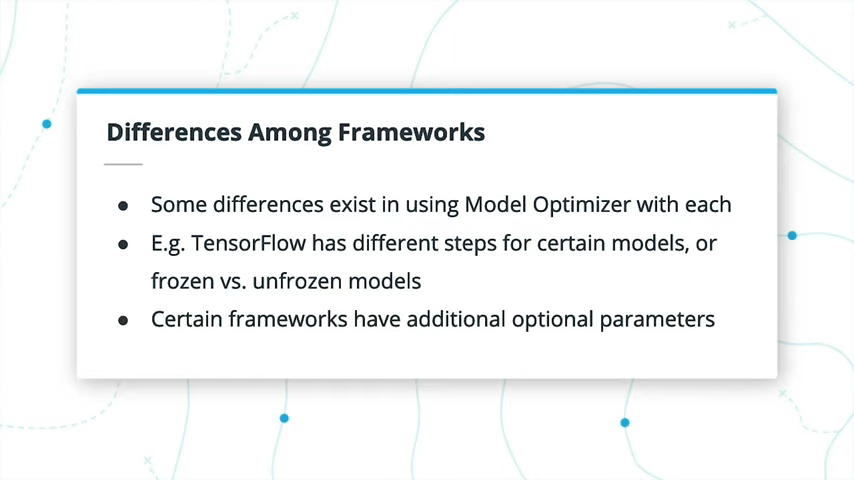 Differences Among Frameworks
● Some differences exist in using Model Optimizer with each
● E.g. TensorFlow has different steps for certain models, or
frozen vs. unfrozen models
● Certain frameworks have additional optional parameters